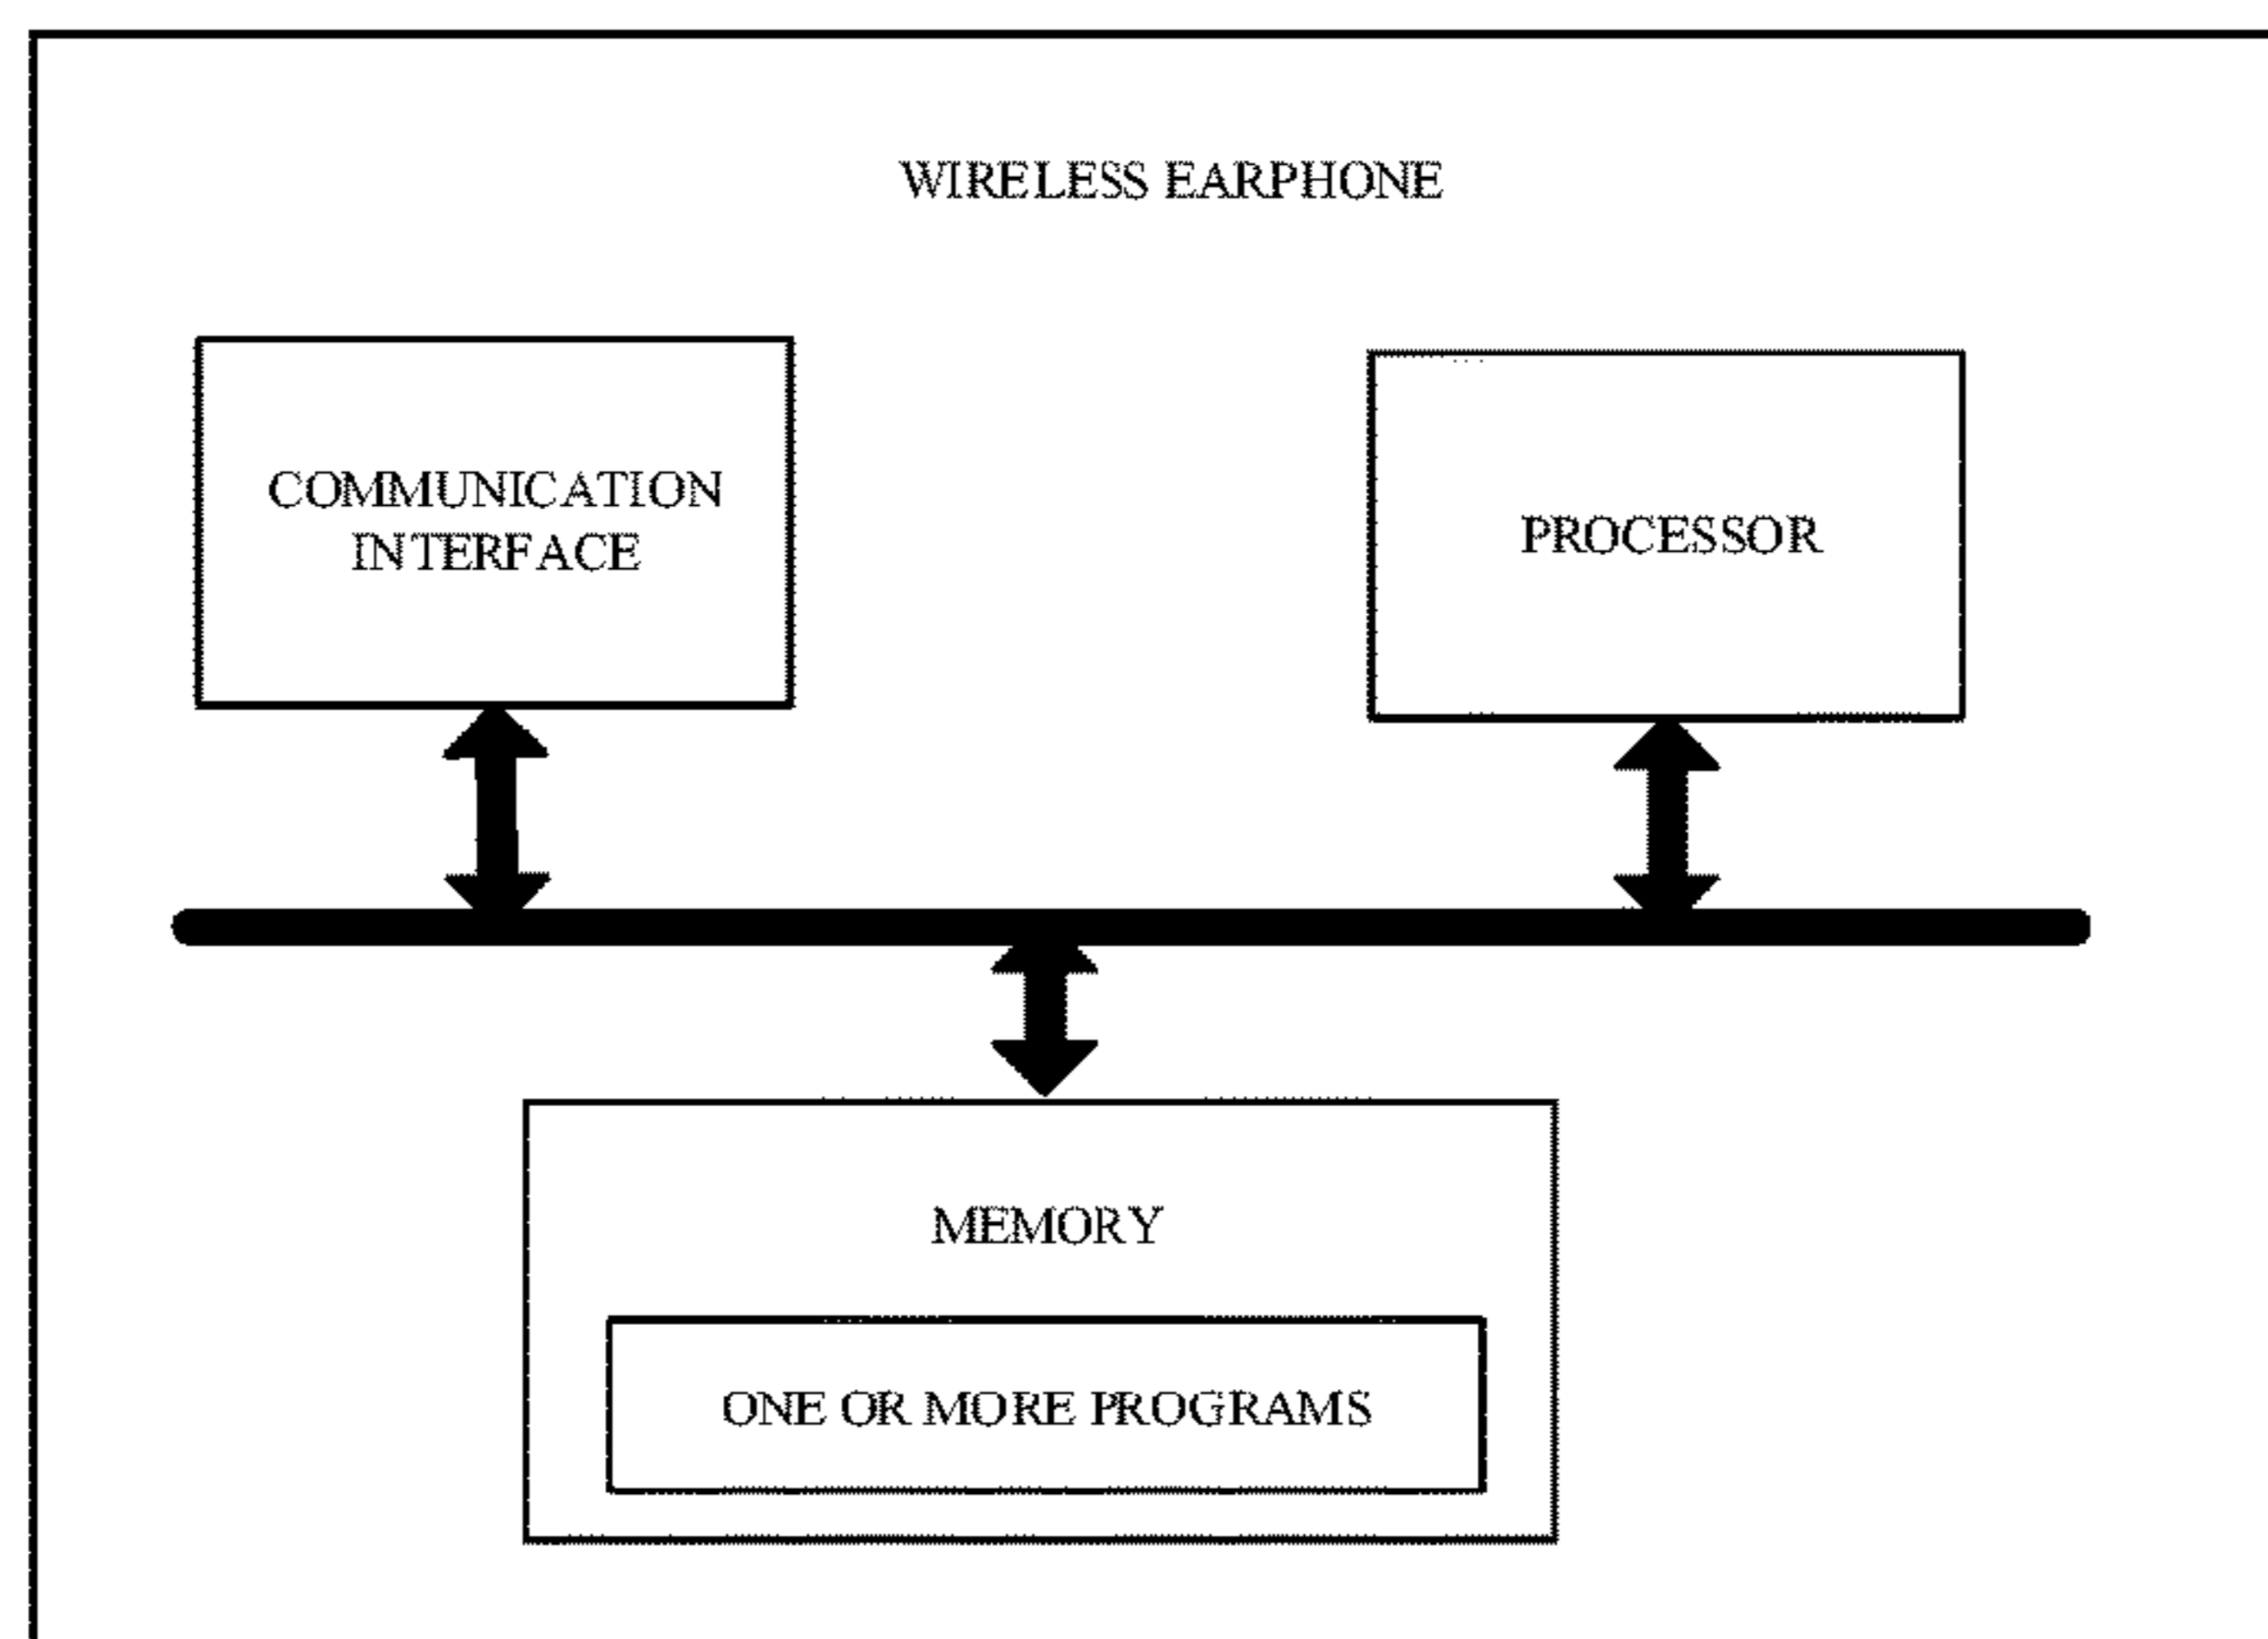 WIRELESS EARPHONE
COMMUNICATION
INTERFACE
PROCESSOR
MEMORY
ONE OR MORE PROGRAMS